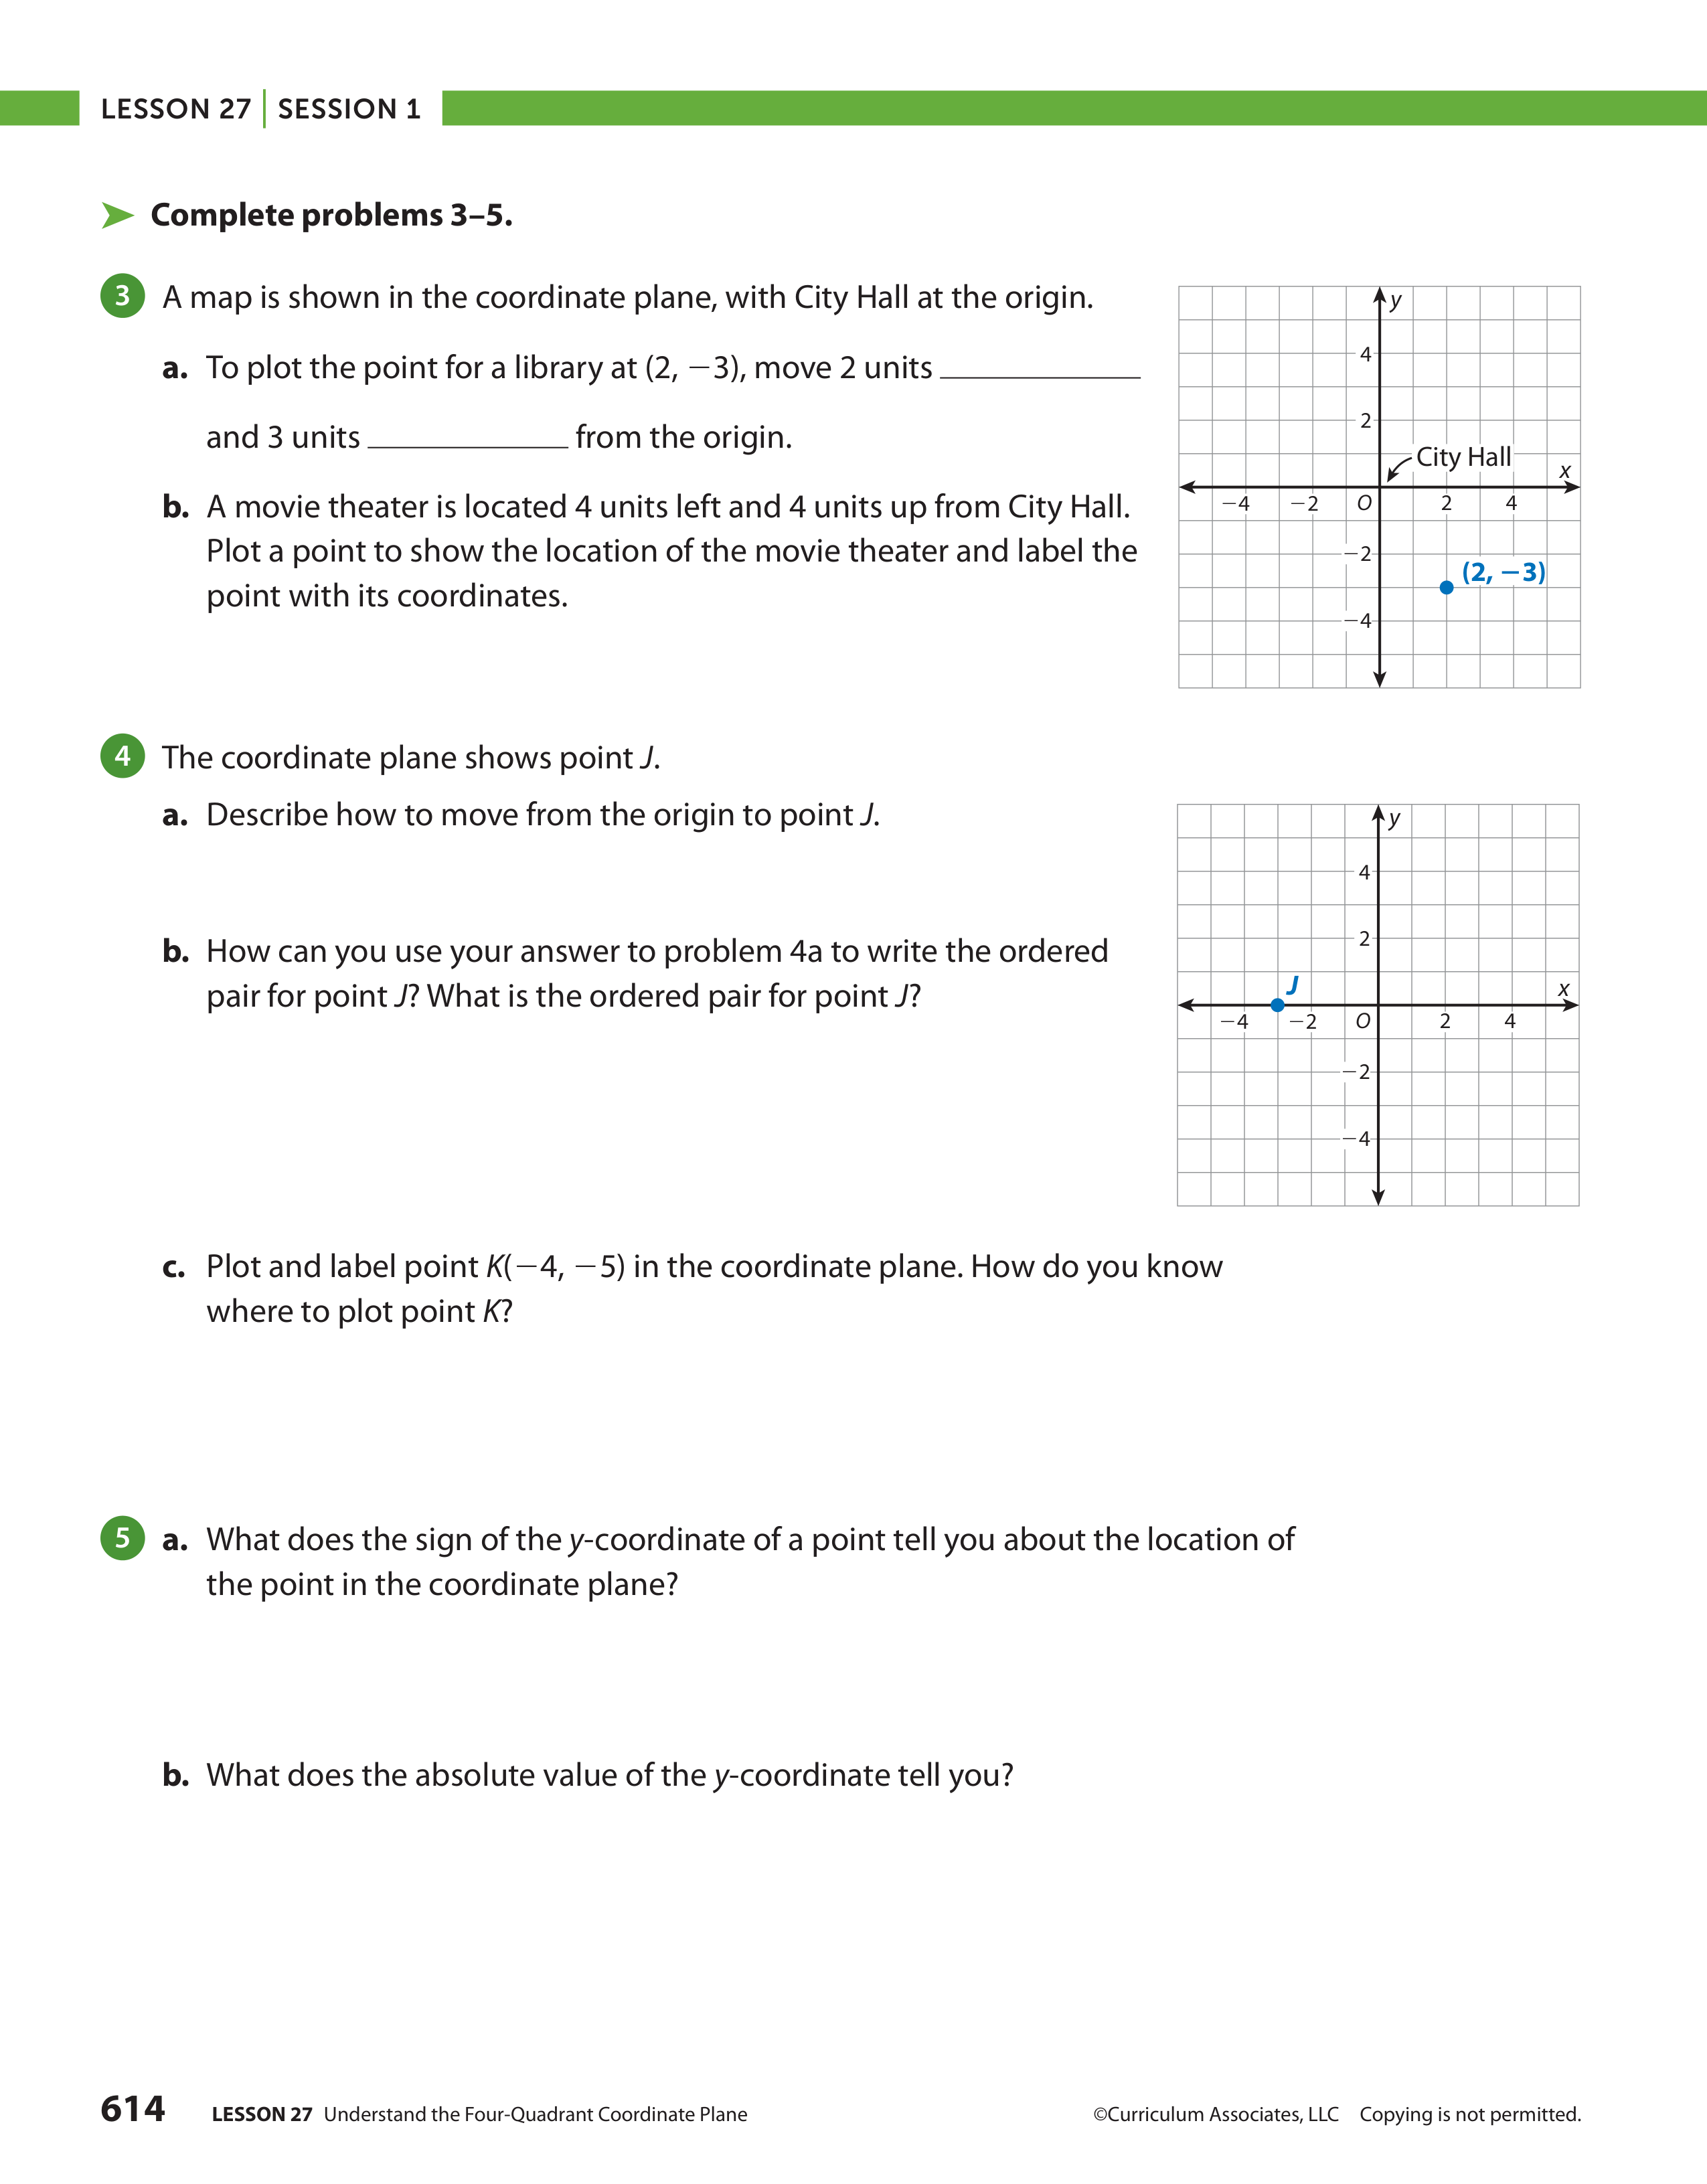 LESSON 27 | SESSION 1
Complete problems 3–5.
3 A map is shown in the coordinate plane, with City Hall at the origin.
a. To plot the point for a library at (2, −3), move 2 units ____________
and 3 units ____________ from the origin.
b. A movie theater is located 4 units left and 4 units up from City Hall.
Plot a point to show the location of the movie theater and label the
point with its coordinates.
y
4
2
City Hall
x
−4 −2 O 2 4
−2
(2, −3)
−4
4 The coordinate plane shows point J.
a. Describe how to move from the origin to point J.
b. How can you use your answer to problem 4a to write the ordered
pair for point J? What is the ordered pair for point J?
y
4
2
J
x
−4 −2 O 2 4
−2
−4
c. Plot and label point K(−4, −5) in the coordinate plane. How do you know
where to plot point K?
5 a. What does the sign of the y-coordinate of a point tell you about the location of
the point in the coordinate plane?
b. What does the absolute value of the y-coordinate tell you?
614 LESSON 27 Understand the Four-Quadrant Coordinate Plane ©Curriculum Associates, LLC Copying is not permitted.